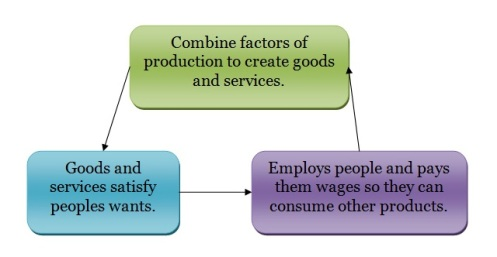 Combine factors of
production to create goods
and services.
Goods and
services satisfy
peoples wants.
Employs people and pays
them wages so they can
consume other products.